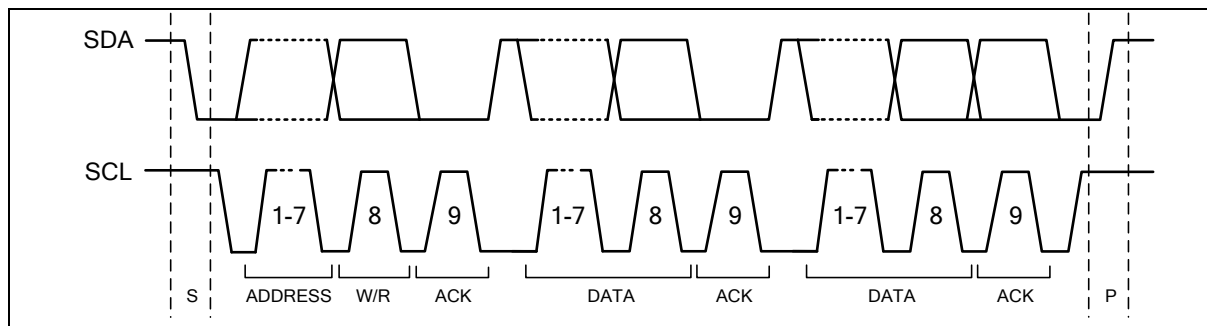 SDA
SCL
1-7 8 9 1-7 8 9 1-7 8 9
S ADDRESS W/R ACK DATA ACK DATA ACK P